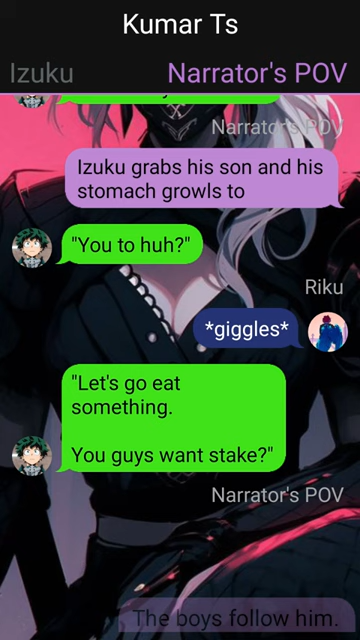 Kumar Ts
Izuku
Narrator's POV
Narrator's POV
Izuku grabs his son and his
stomach growls to
"You to huh?"
Riku
*giggles*
"Let's go eat
something.
You guys want stake?"
Narrator's POV
The boys follow him.